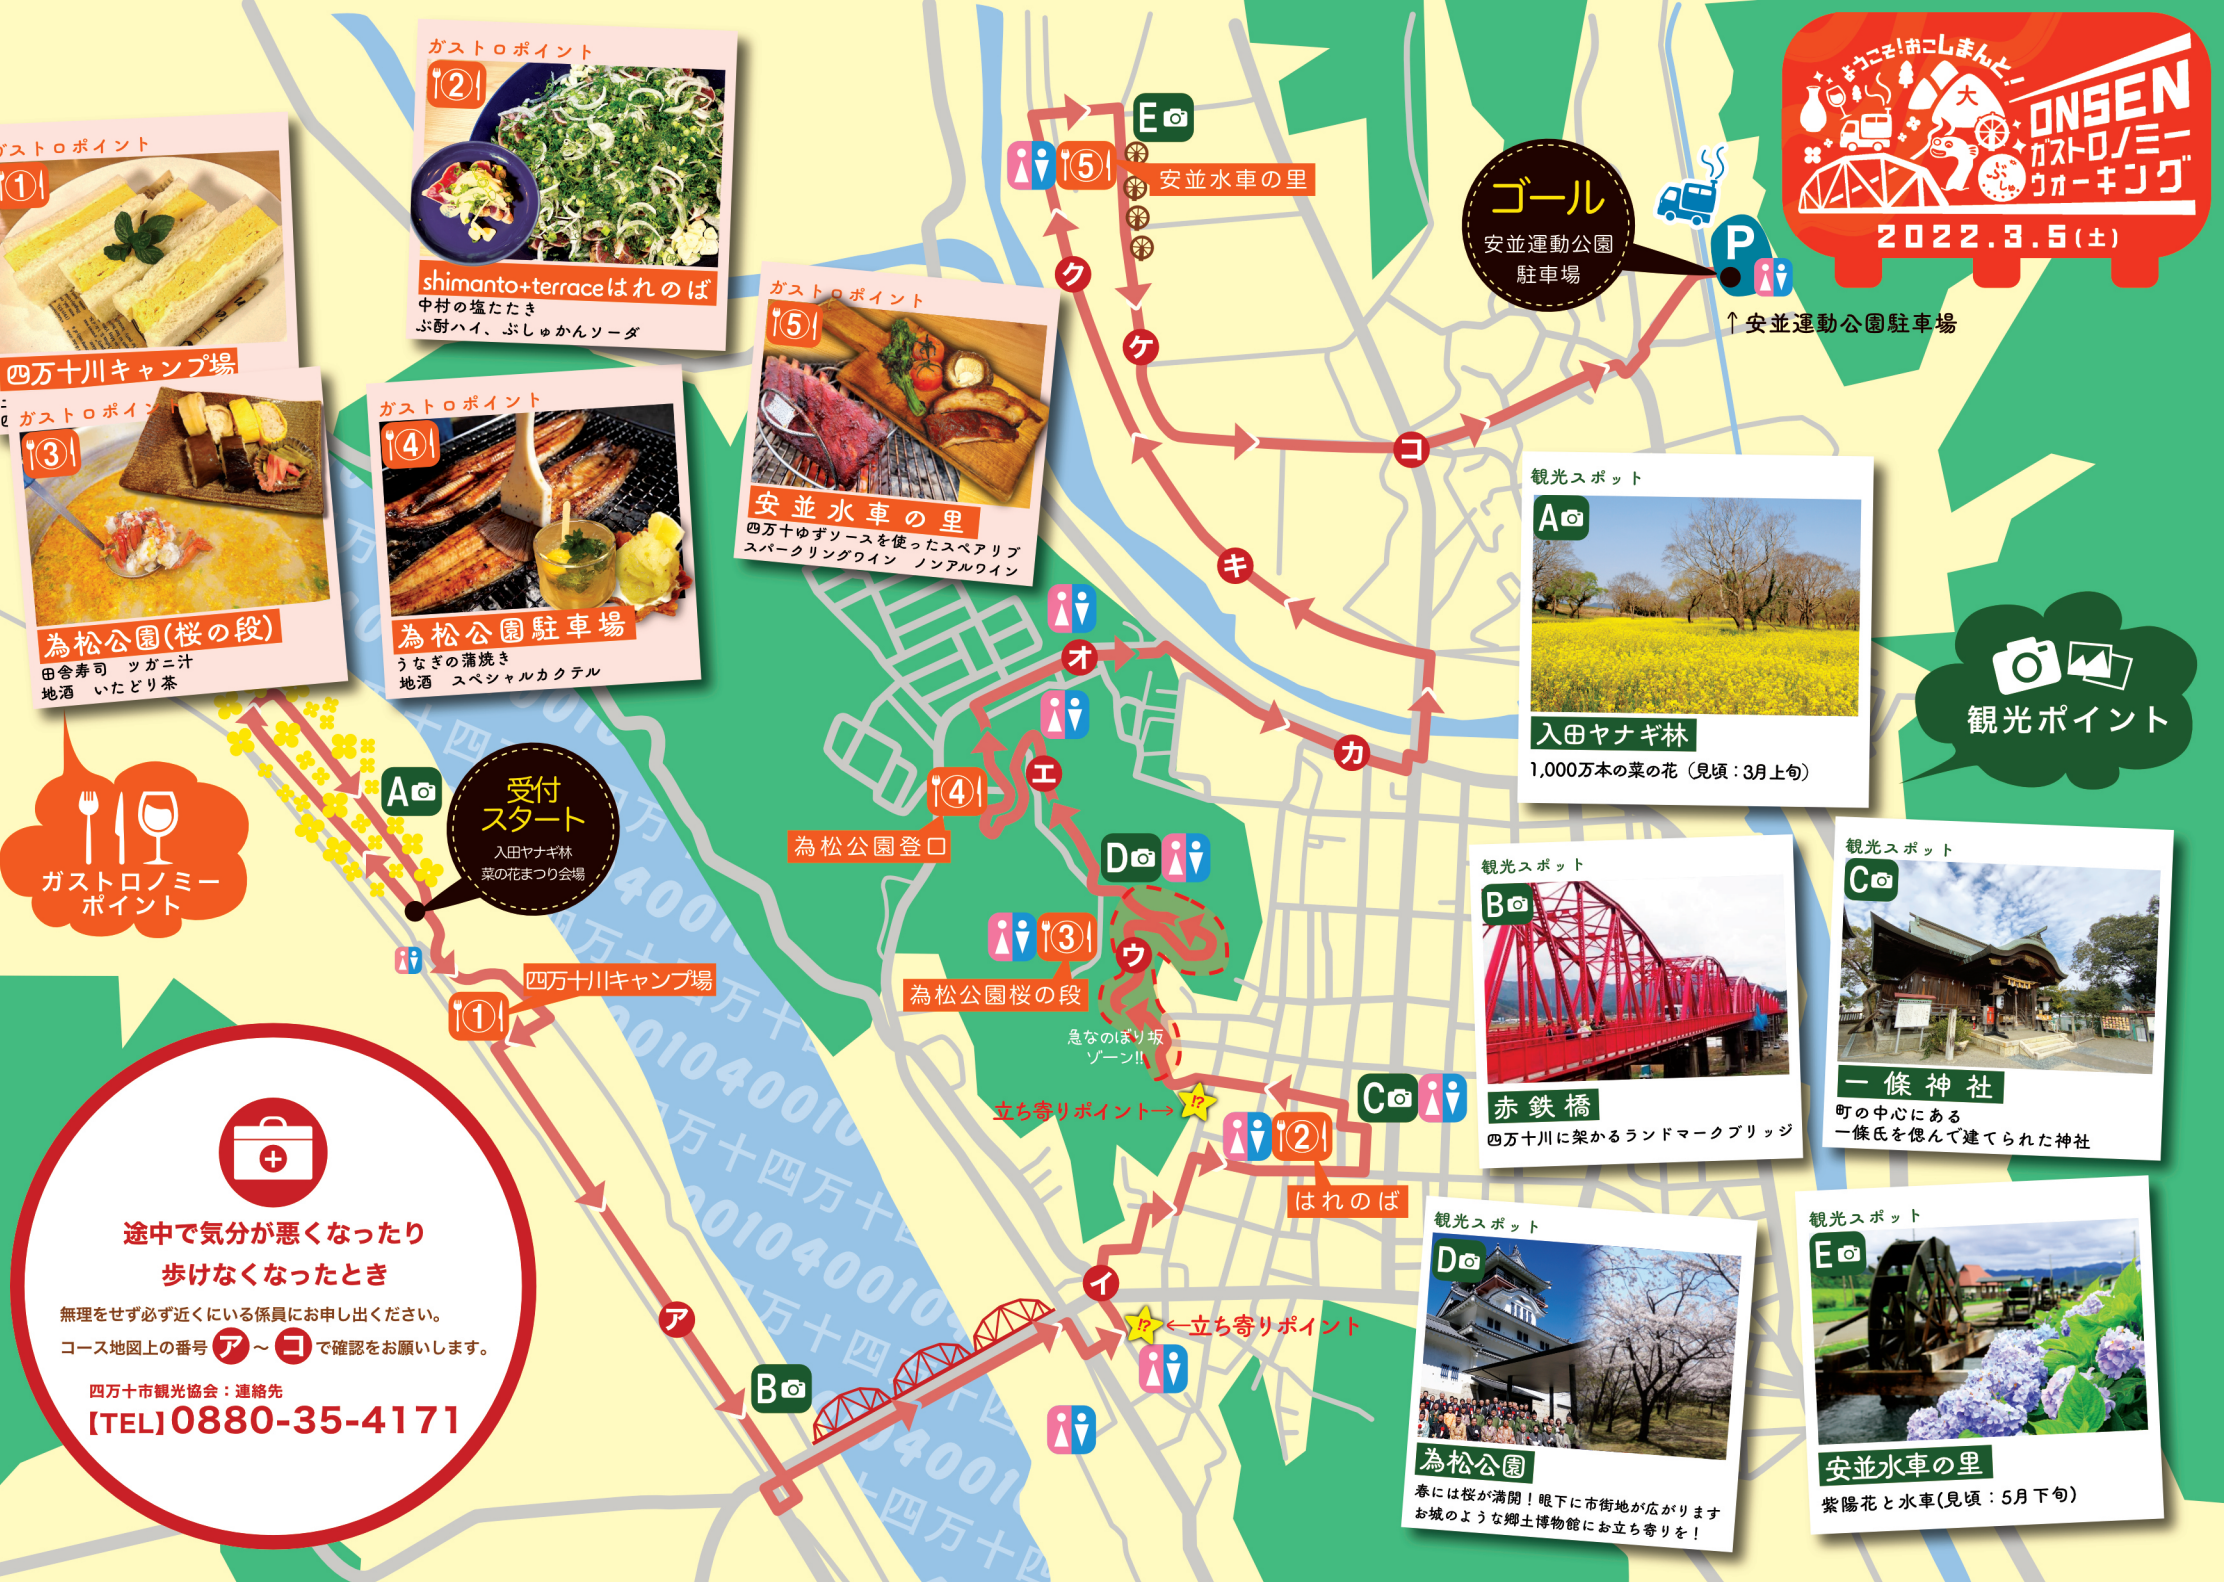 ガストロポイント
1
四万十川キャンプ場
ガストロポイント
2
shimanto+terraceはれのば
中村の塩たたき
ぶ酎ハイ、ぶしゅかんソーダ
ガストロポイント
3
為松公園(桜の段)
田舎寿司　ツガニ汁
地酒　いたどり茶
ガストロポイント
4
為松公園駐車場
うなぎの蒲焼き
地酒　スペシャルカクテル
ガストロポイント
5
安並水車の里
四万十ゆずソースを使ったスペアリブ
スパークリングワイン　ノンアルワイン
ようこそ!おこしまんと!
大
ぶしゅ
ONSEN
ガストロノミー
ウォーキング
2022.3.5(土)
E
5
安並水車の里
ゴール
安並運動公園
駐車場
P
↑安並運動公園駐車場
ク
ケ
コ
キ
オ
カ
エ
4
為松公園登口
D
3
為松公園桜の段
ウ
急なのぼり坂
ゾーン!!
立ち寄りポイント→
!?
C
2
はれのば
イ
!?
←立ち寄りポイント
B
ア
A
受付
スタート
入田ヤナギ林
菜の花まつり会場
四万十川キャンプ場
1
ガストロノミー
ポイント
観光ポイント
観光スポット
A
入田ヤナギ林
1,000万本の菜の花（見頃：3月上旬）
観光スポット
B
赤鉄橋
四万十川に架かるランドマークブリッジ
観光スポット
C
一條神社
町の中心にある
一條氏を偲んで建てられた神社
観光スポット
D
為松公園
春には桜が満開！眼下に市街地が広がります
お城のような郷土博物館にお立ち寄りを！
観光スポット
E
安並水車の里
紫陽花と水車(見頃：5月下旬)
途中で気分が悪くなったり
歩けなくなったとき
無理をせず必ず近くにいる係員にお申し出ください。
コース地図上の番号 ア ～ コ で確認をお願いします。
四万十市観光協会：連絡先
【TEL】0880-35-4171